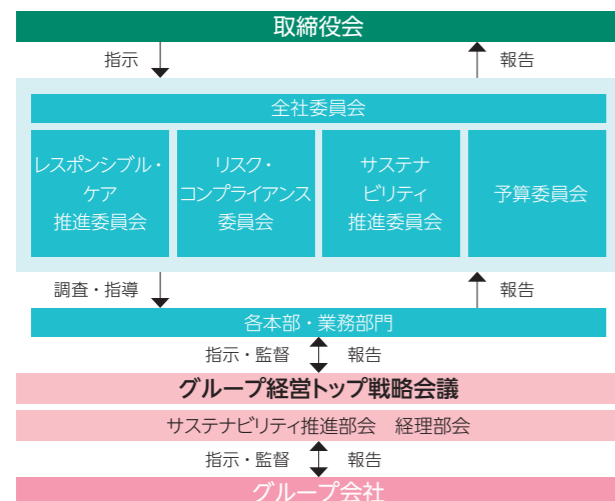 取締役会
指示 報告
全社委員会
レスポンシブル・
ケア
推進委員会
リスク・
コンプライアンス
委員会
サステナ
ビリティ
推進委員会
予算委員会
調査・指導 報告
各本部・業務部門
指示・監督 報告
グループ経営トップ戦略会議
サステナビリティ推進部会 経理部会
指示・監督 報告
グループ会社